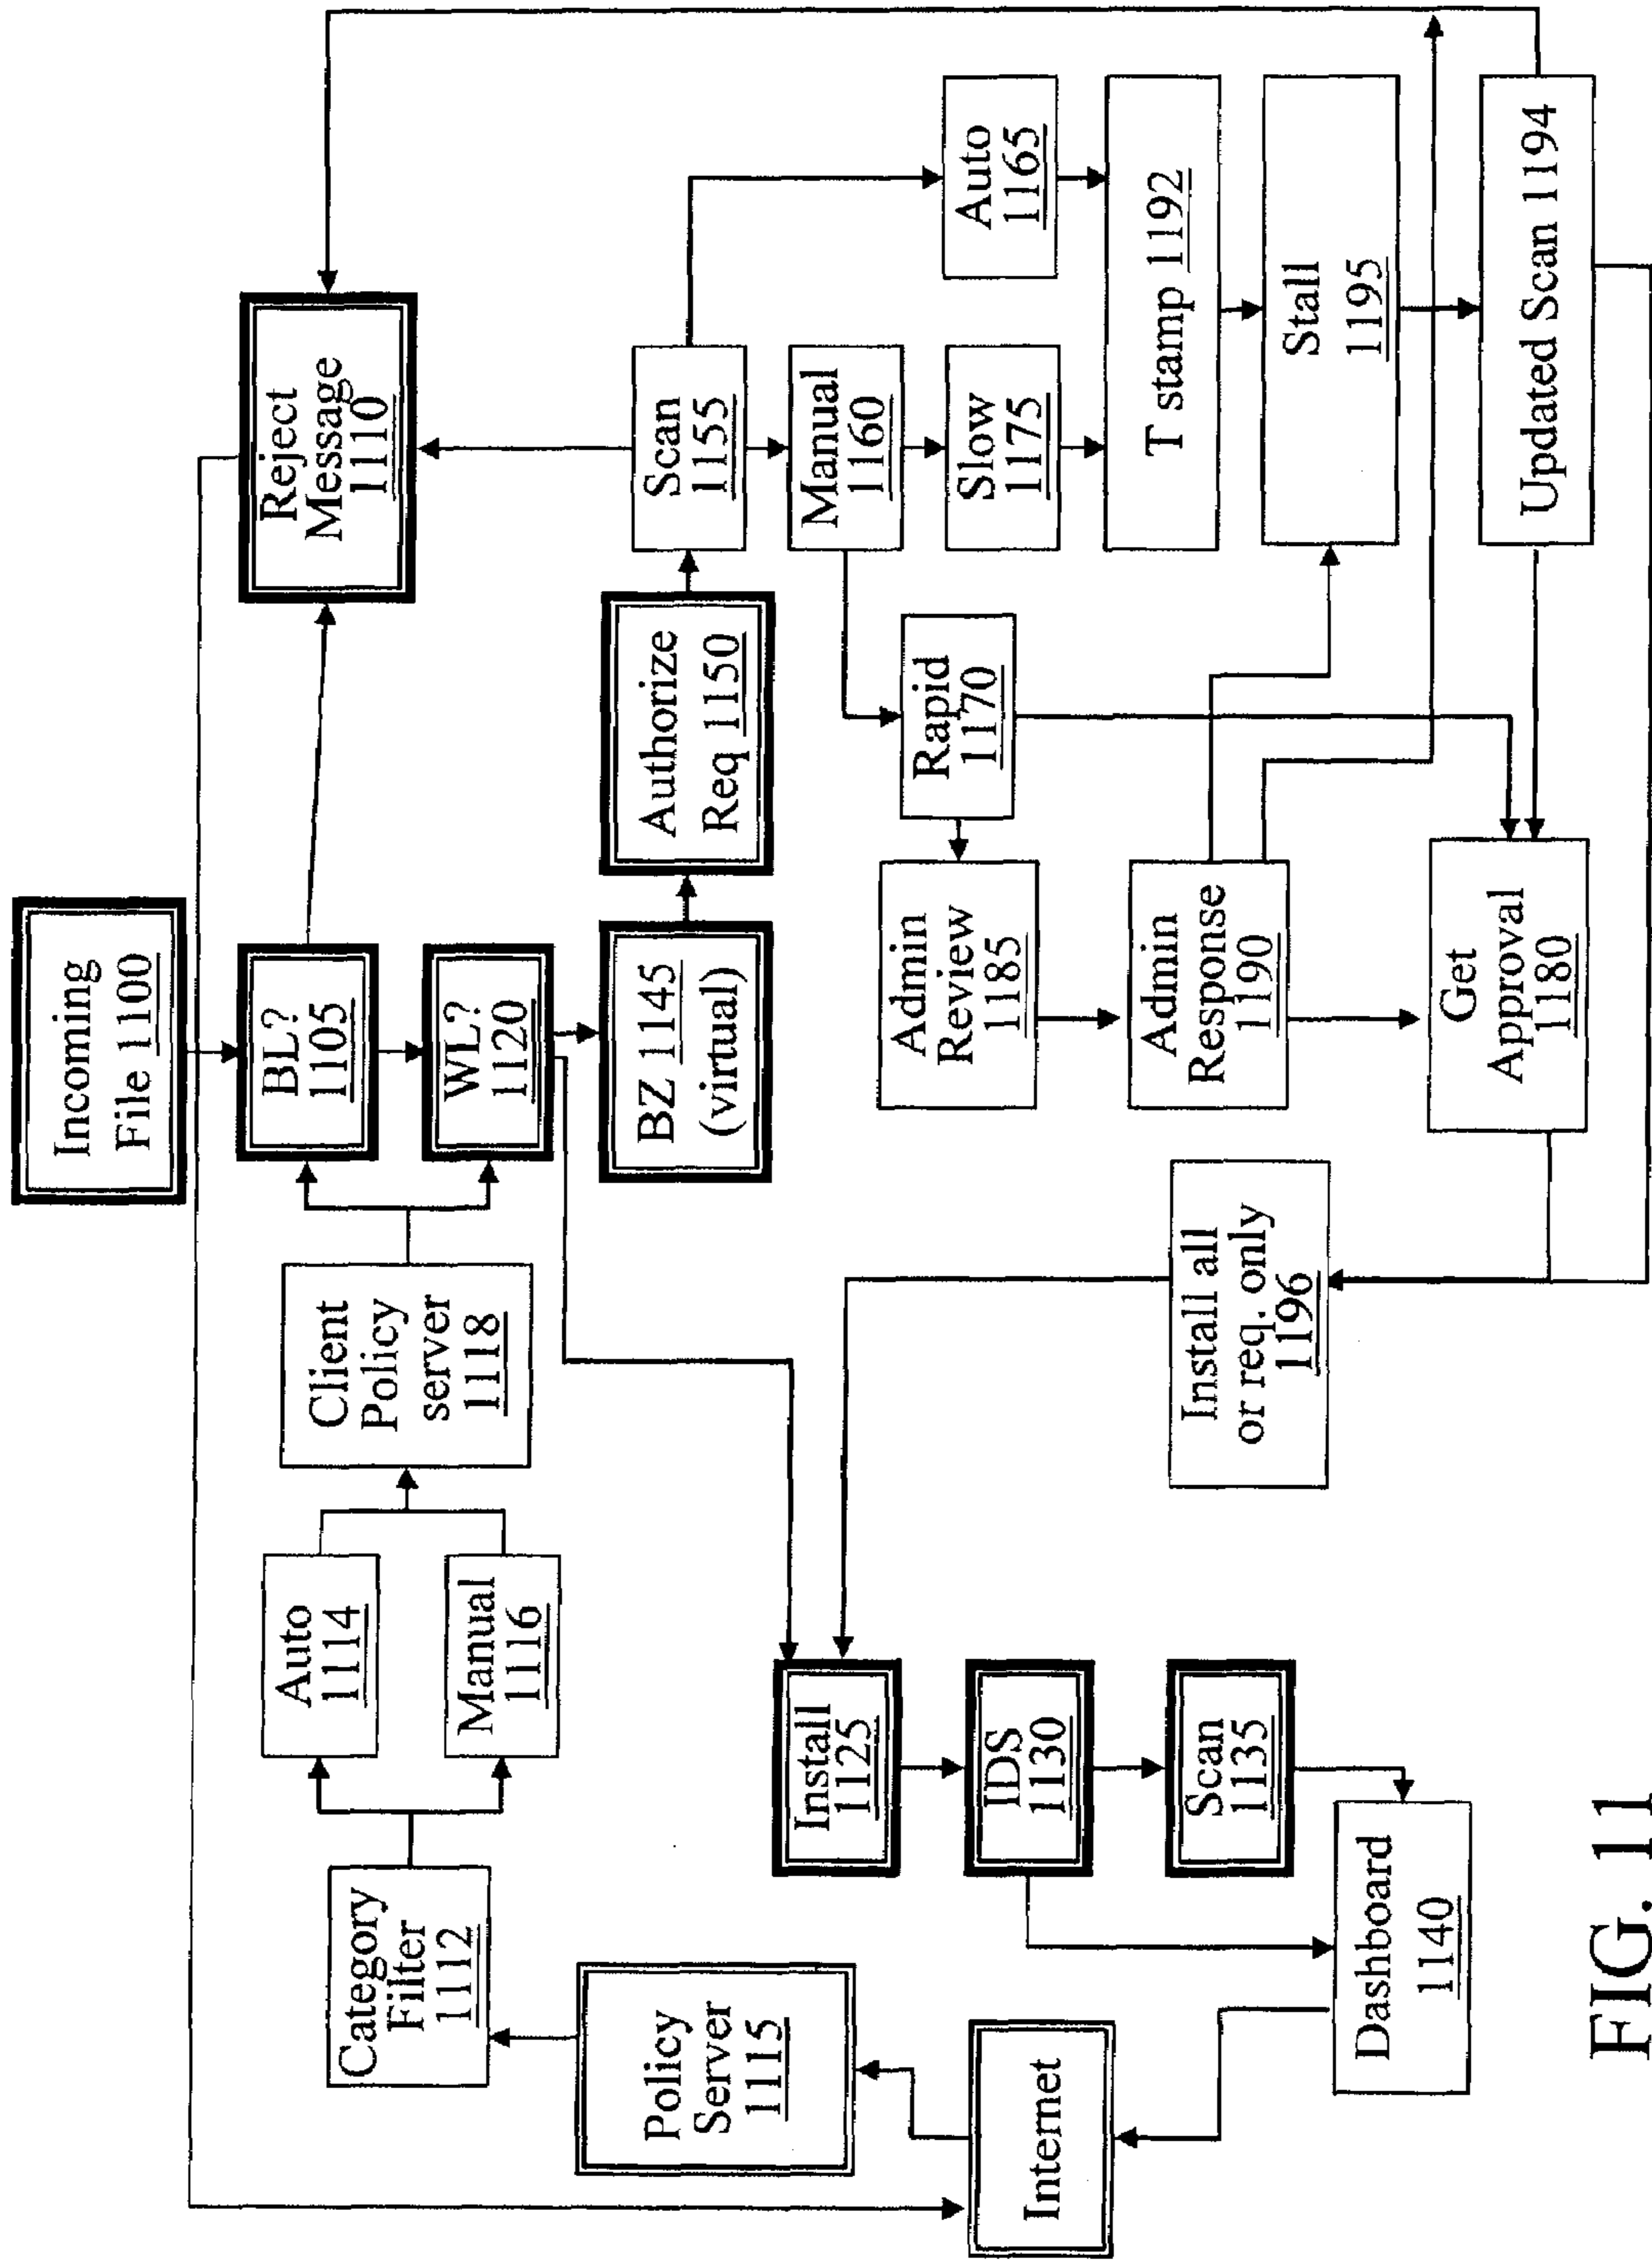 Incoming
File 1100
BL?
1105
Reject
Message
1110
Category
Filter
1112
Auto
1114
Manual
1116
Client
Policy
server
1118
WL?
1120
Policy
Server
1115
BZ 1145
(virtual)
Authorize
Req 1150
Scan
1155
Manual
1160
Auto
1165
Rapid
1170
Slow
1175
T stamp 1192
Stall
1195
Updated Scan 1194
Admin
Review
1185
Admin
Response
1190
Get
Approval
1180
Install all
or req. only
1196
Install
1125
IDS
1130
Scan
1135
Dashboard
1140
Internet
FIG. 11